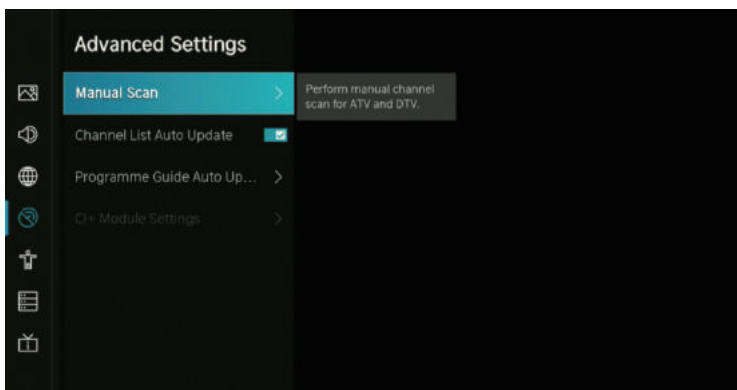 Advanced Settings
Manual Scan
Perform manual channel
scan for ATV and DTV.
Channel List Auto Update
Programme Guide Auto Up...
CI+ Module Settings